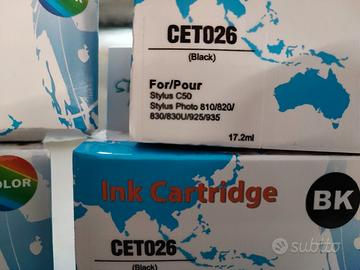 CET026
(Black)
For/Pour
Stylus C50
Stylus Photo 810/820/
830/830U/925/935
17.2ml
OLOR
Ink Cartridge
BK
CET026
(Black)
subito